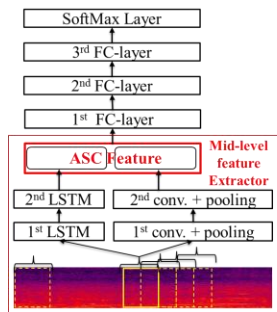 SoftMax Layer
3rd FC-layer
2nd FC-layer
1st FC-layer
Mid-level
feature
Extractor
ASC Feature
2nd LSTM
2nd conv. + pooling
1st LSTM
1st conv. + pooling